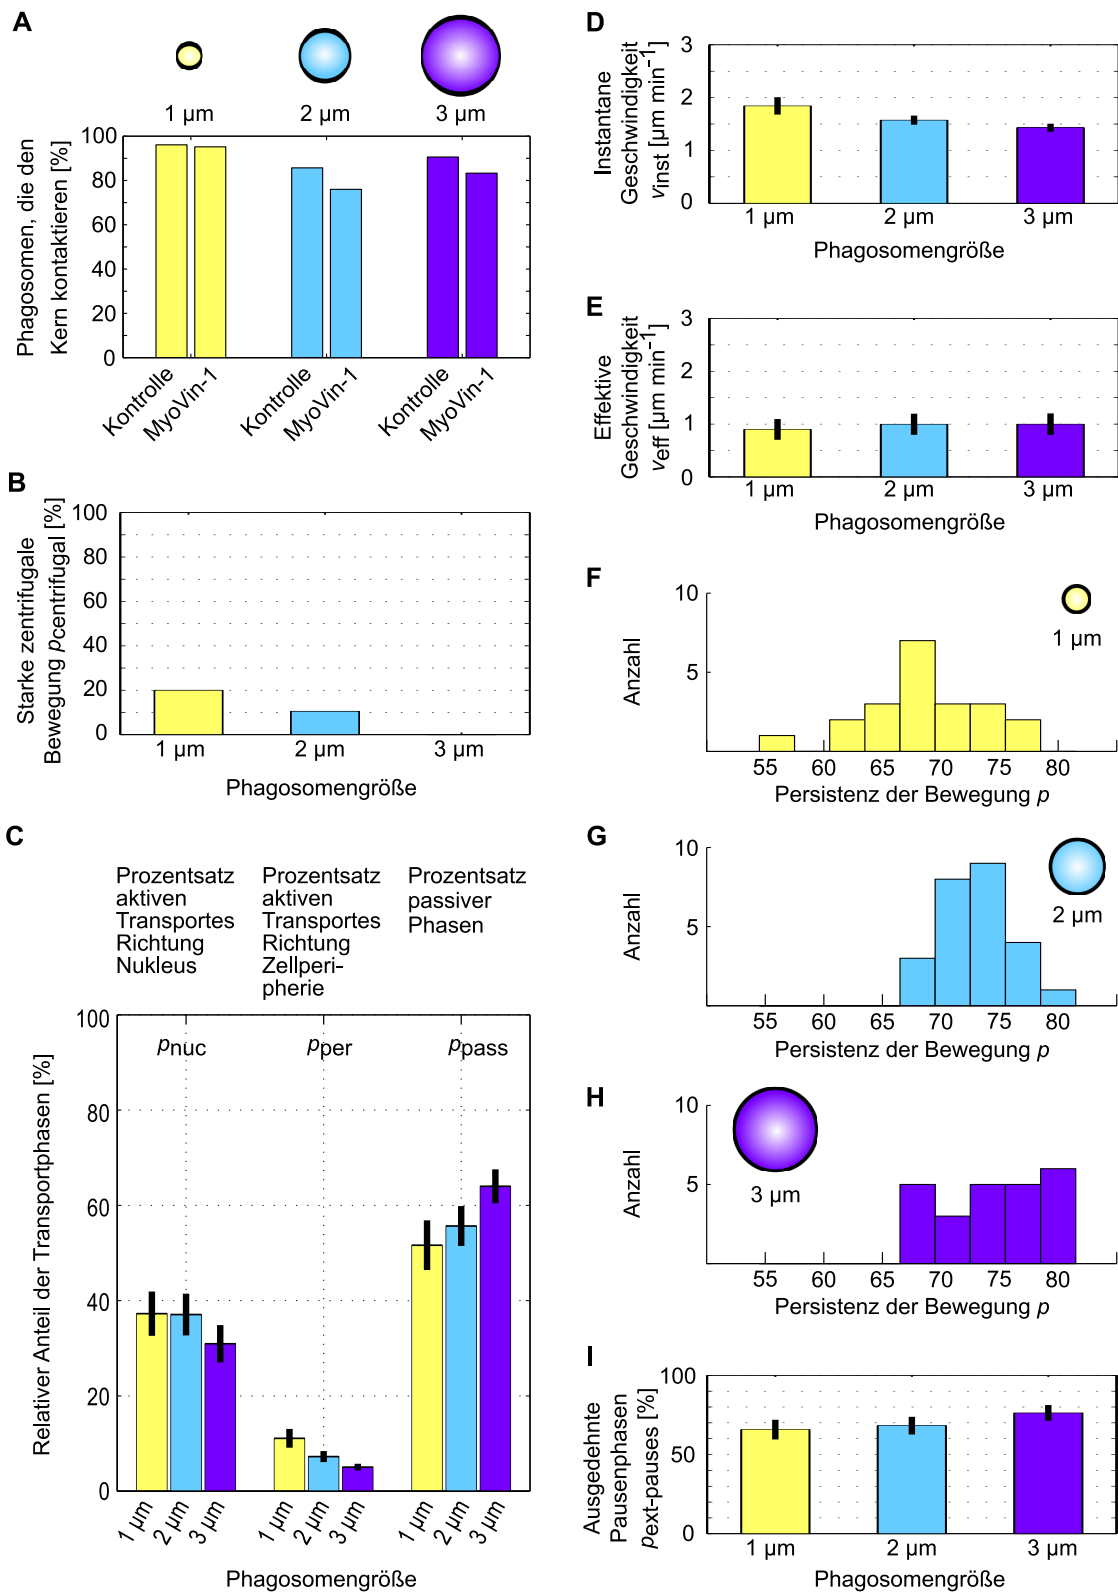 A
1 µm
2 µm
3 µm
Phagosomen, die den
Kern kontaktieren [%]
100
80
60
40
20
0
Kontrolle
MyoVin-1
Kontrolle
MyoVin-1
Kontrolle
MyoVin-1
B
Starke zentrifugale
Bewegung pcentrifugal [%]
100
80
60
40
20
0
1 µm
2 µm
3 µm
Phagosomengröße
C
Prozentsatz
aktiven
Transportes
Richtung
Nukleus
Prozentsatz
aktiven
Transportes
Richtung
Zellperi-
pherie
Prozentsatz
passiver
Phasen
Relativer Anteil der Transportphasen [%]
100
80
60
40
20
0
pnuc
pper
ppass
1 µm
2 µm
3 µm
1 µm
2 µm
3 µm
1 µm
2 µm
3 µm
Phagosomengröße
D
Instantane
Geschwindigkeit
vinst [µm min⁻¹]
3
2
1
0
1 µm
2 µm
3 µm
Phagosomengröße
E
Effektive
Geschwindigkeit
veff [µm min⁻¹]
3
2
1
0
1 µm
2 µm
3 µm
Phagosomengröße
F
Anzahl
10
5
1 µm
55
60
65
70
75
80
Persistenz der Bewegung p
G
Anzahl
10
5
2 µm
55
60
65
70
75
80
Persistenz der Bewegung p
H
Anzahl
10
5
3 µm
55
60
65
70
75
80
Persistenz der Bewegung p
I
Ausgedehnte
Pausenphasen
pext-pauses [%]
100
50
0
1 µm
2 µm
3 µm
Phagosomengröße